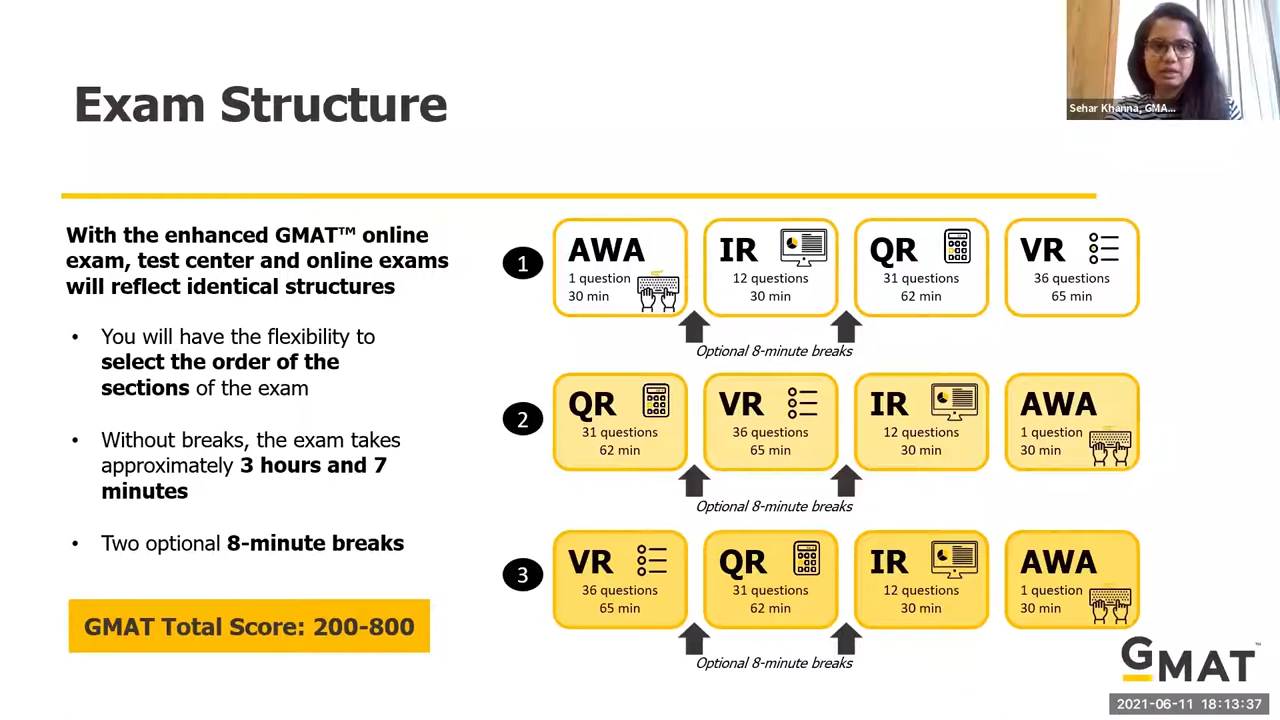 Sehar Khanna, GMA...
Exam Structure
With the enhanced GMAT™ online
exam, test center and online exams
will reflect identical structures
• You will have the flexibility to
select the order of the
sections of the exam
• Without breaks, the exam takes
approximately 3 hours and 7
minutes
• Two optional 8-minute breaks
GMAT Total Score: 200-800
1
AWA
1 question
30 min
IR
12 questions
30 min
QR
31 questions
62 min
VR
36 questions
65 min
Optional 8-minute breaks
2
QR
31 questions
62 min
VR
36 questions
65 min
IR
12 questions
30 min
AWA
1 question
30 min
Optional 8-minute breaks
3
VR
36 questions
65 min
QR
31 questions
62 min
IR
12 questions
30 min
AWA
1 question
30 min
Optional 8-minute breaks
GMAT™
2021-06-11 18:13:37